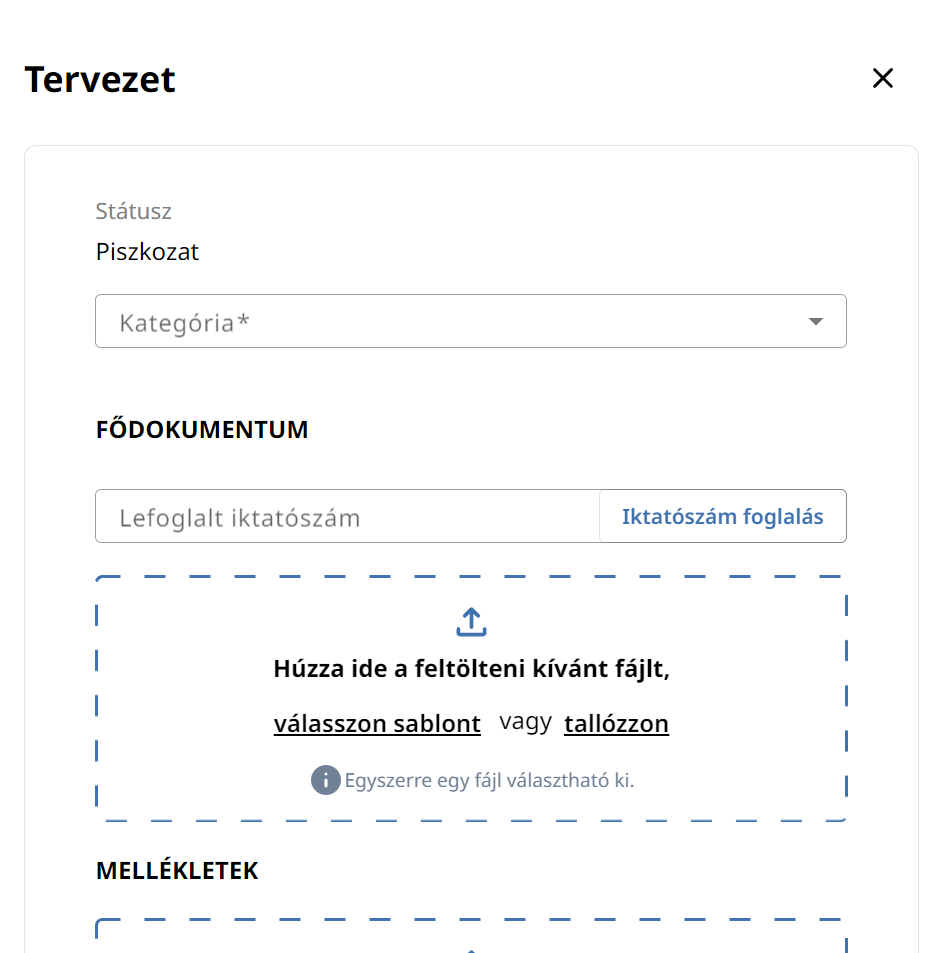 Tervezet
Státusz
Piszkozat
Kategória*
FŐDOKUMENTUM
Lefoglalt iktatószám
Iktatószám foglalás
Húzza ide a feltölteni kívánt fájlt,
válasszon sablont vagy tallózzon
Egyszerre egy fájl választható ki.
MELLÉKLETEK